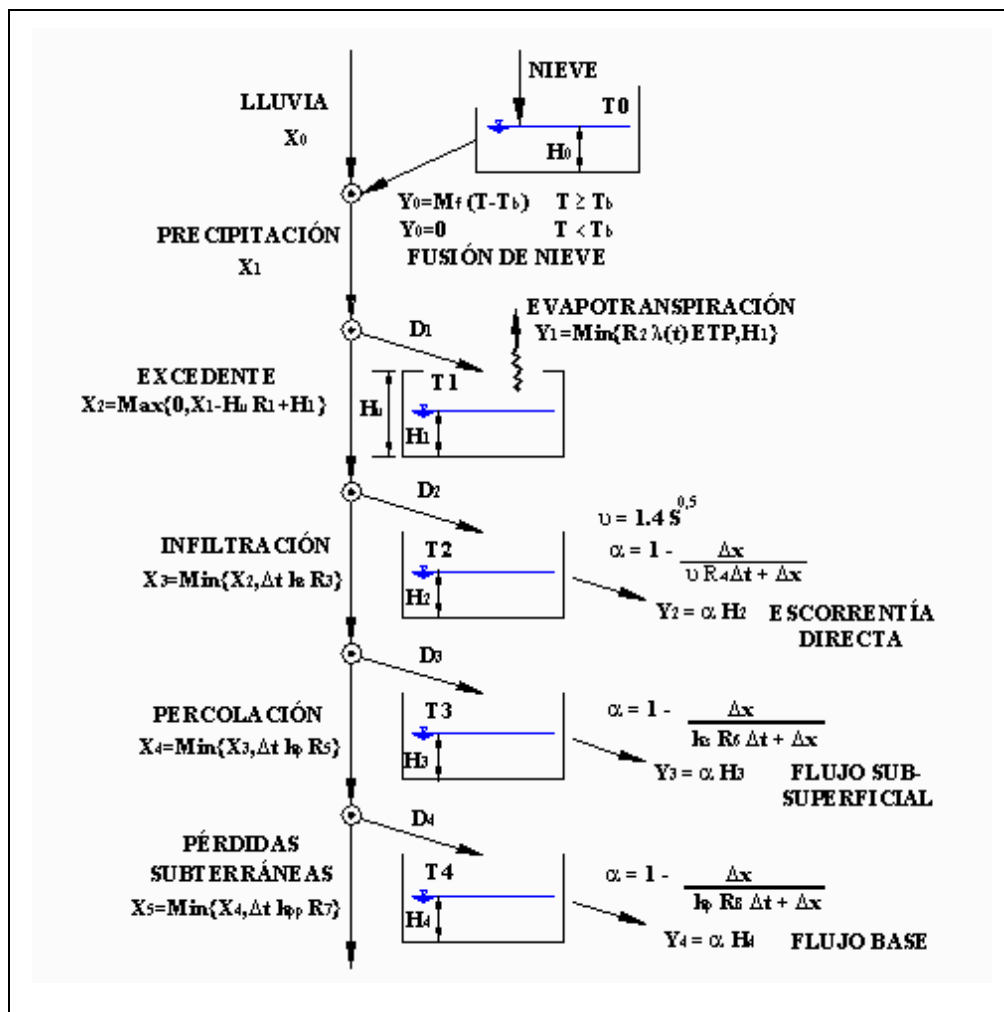 NIEVE
LLUVIA
X0
T0
H0
Y0=Mf (T-Tb) T ≥ Tb
Y0=0 T < Tb
FUSIÓN DE NIEVE
PRECIPITACIÓN
X1
EVAPOTRANSPIRACIÓN
Y1=Min{R2 λ(t) ETP,H1}
D1
EXCEDENTE
X2=Max{0,X1-Hu R1+H1}
T1
Hu
H1
D2
υ = 1.4 S^0,5
INFILTRACIÓN
X3=Min{X2,Δt ks R3}
T2
H2
α = 1 - Δx / υ R4Δt + Δx
Y2 = α H2 ESCORRENTÍA
DIRECTA
D3
PERCOLACIÓN
X4=Min{X3,Δt kp R5}
T3
H3
α = 1 - Δx / ks R6 Δt + Δx
Y3 = α H3 FLUJO SUB-
SUPERFICIAL
D4
PÉRDIDAS
SUBTERRÁNEAS
X5=Min{X4,Δt kpp R7}
T4
H4
α = 1 - Δx / kp R8 Δt + Δx
Y4 = α H4 FLUJO BASE